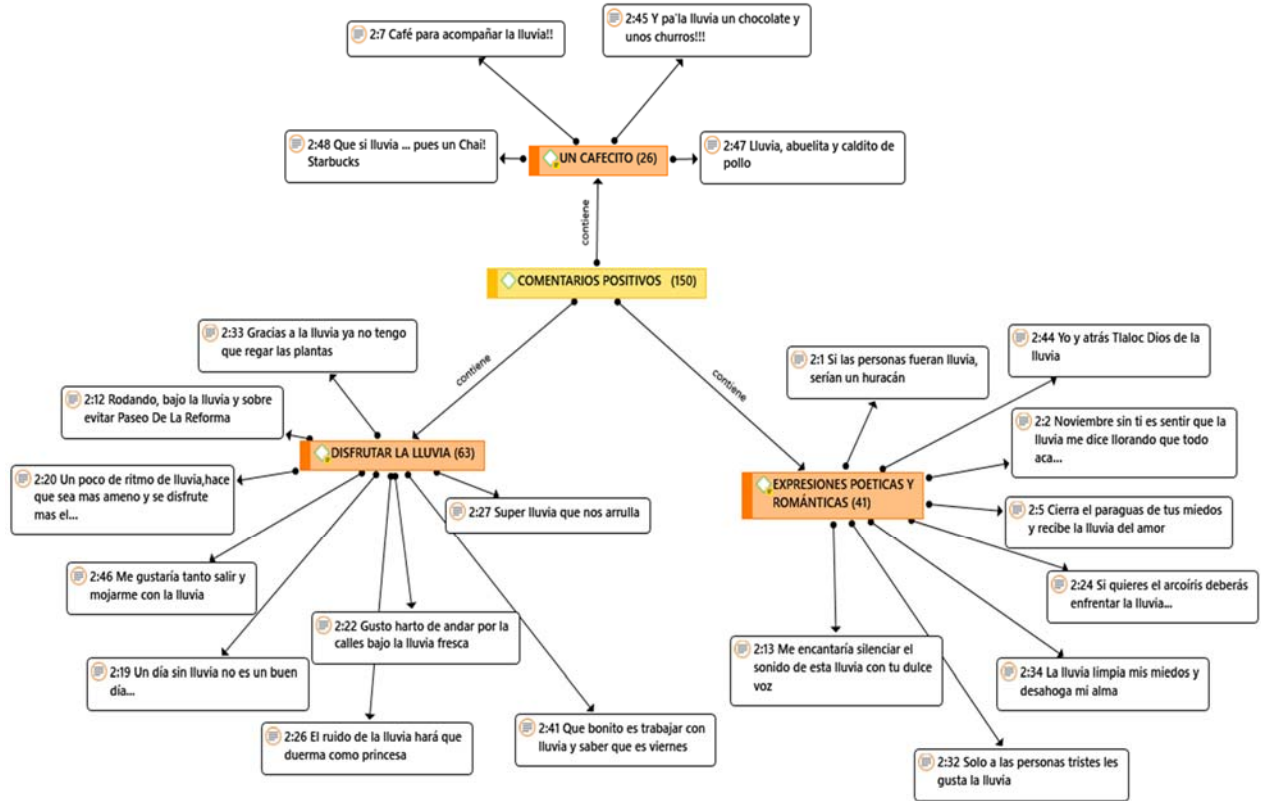 2:7 Café para acompañar la lluvia!!
2:45 Y pa'la lluvia un chocolate y
unos churros!!!
2:48 Que si lluvia ... pues un Chai!
Starbucks
UN CAFECITO (26)
2:47 Lluvia, abuelita y caldito de
pollo
contiene
COMENTARIOS POSITIVOS (150)
contiene
contiene
2:33 Gracias a la lluvia ya no tengo
que regar las plantas
2:12 Rodando, bajo la lluvia y sobre
evitar Paseo De La Reforma
DISFRUTAR LA LLUVIA (63)
2:20 Un poco de ritmo de lluvia,hace
que sea mas ameno y se disfrute
mas el...
2:27 Super lluvia que nos arrulla
2:46 Me gustaría tanto salir y
mojarme con la lluvia
2:22 Gusto harto de andar por la
calles bajo la lluvia fresca
2:19 Un día sin lluvia no es un buen
día...
2:26 El ruido de la lluvia hará que
duerma como princesa
2:41 Que bonito es trabajar con
lluvia y saber que es viernes
2:1 Si las personas fueran lluvia,
serían un huracán
2:44 Yo y atrás Tlaloc Dios de la
lluvia
2:2 Noviembre sin ti es sentir que la
lluvia me dice llorando que todo
aca...
EXPRESIONES POETICAS Y
ROMÁNTICAS (41)
2:5 Cierra el paraguas de tus miedos
y recibe la lluvia del amor
2:24 Si quieres el arcoíris deberás
enfrentar la lluvia...
2:13 Me encantaría silenciar el
sonido de esta lluvia con tu dulce
voz
2:34 La lluvia limpia mis miedos y
desahoga mi alma
2:32 Solo a las personas tristes les
gusta la lluvia